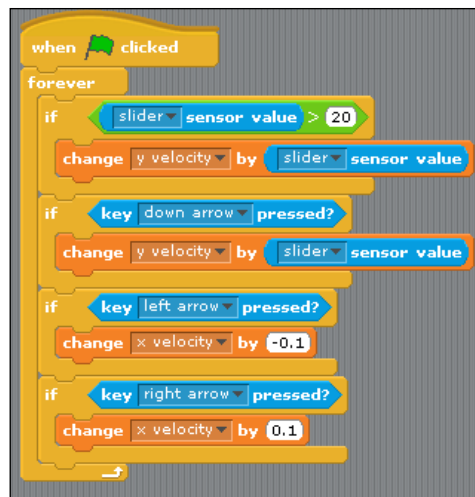 when clicked
forever
if slider sensor value > 20
change y velocity by slider sensor value
if key down arrow pressed?
change y velocity by slider sensor value
if key left arrow pressed?
change x velocity by -0.1
if key right arrow pressed?
change x velocity by 0.1